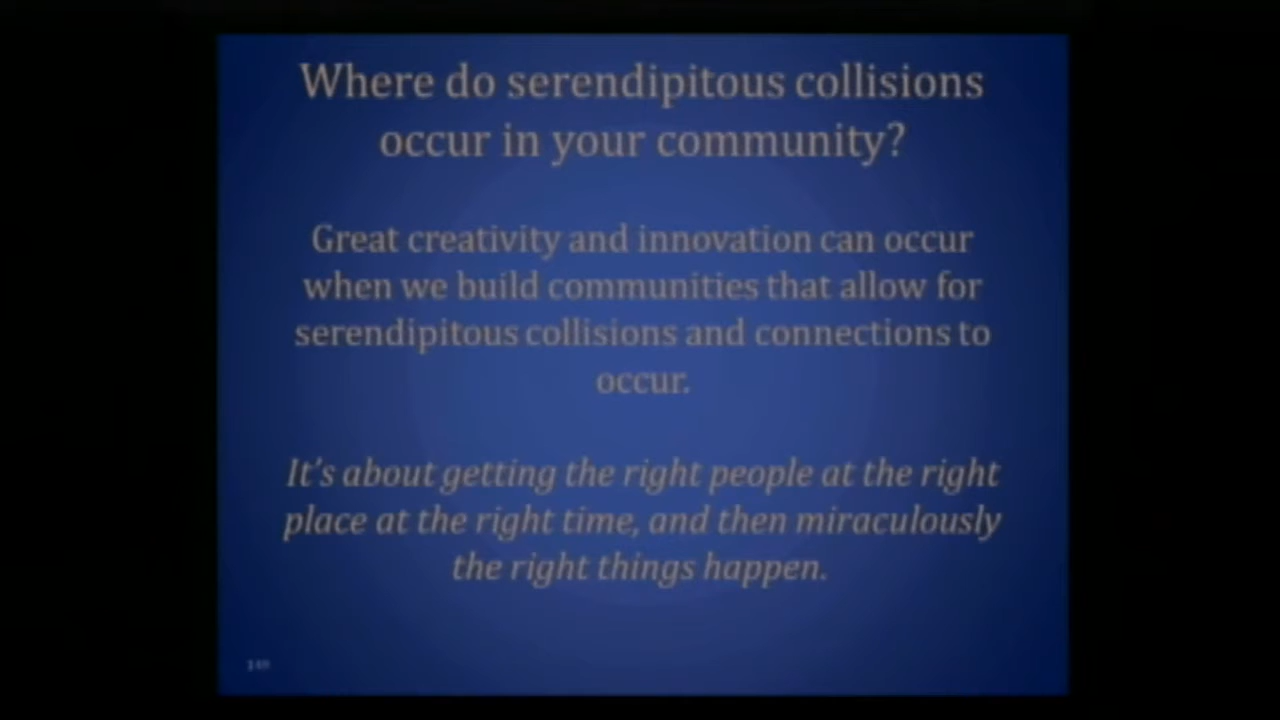 Where do serendipitous collisions
occur in your community?
Great creativity and innovation can occur
when we build communities that allow for
serendipitous collisions and connections to
occur.
It's about getting the right people at the right
place at the right time, and then miraculously
the right things happen.